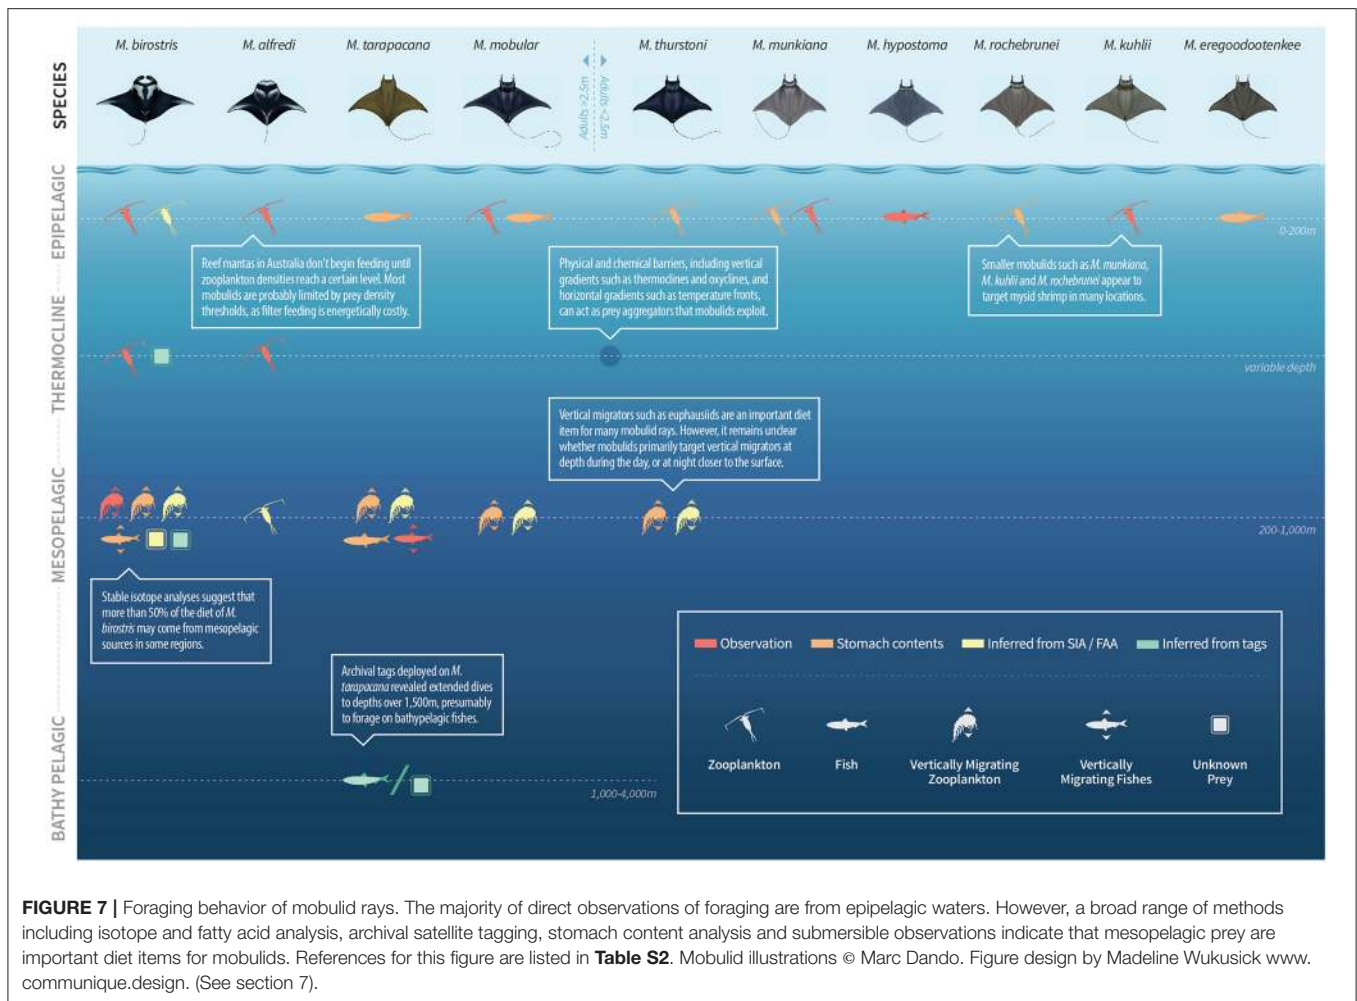 M. birostris
M. alfredi
M. tarapacana
M. mobular
M. thurstoni
M. munkiana
M. hypostoma
M. rochebrunei
M. kuhlii
M. eregoodootenkee
SPECIES
Adults >2.5m
Adults <2.5m
EPIPELAGIC
0-200m
Reef mantas in Australia don't begin feeding until
zooplankton densities reach a certain level. Most
mobulids are probably limited by prey density
thresholds, as filter feeding is energetically costly.
Physical and chemical barriers, including vertical
gradients such as thermoclines and oxyclines, and
horizontal gradients such as temperature fronts,
can act as prey aggregators that mobulids exploit.
Smaller mobulids such as M. munkiana,
M. kuhlii and M. rochebrunei appear to
target mysid shrimp in many locations.
THERMOCLINE
variable depth
Vertical migrators such as euphausiids are an important diet
item for many mobulid rays. However, it remains unclear
whether mobulids primarily target vertical migrators at
depth during the day, or at night closer to the surface.
MESOPELAGIC
200-1,000m
Stable isotope analyses suggest that
more than 50% of the diet of M.
birostris may come from mesopelagic
sources in some regions.
Archival tags deployed on M.
tarapacana revealed extended dives
to depths over 1,500m, presumably
to forage on bathypelagic fishes.
BATHY PELAGIC
1,000-4,000m
Observation
Stomach contents
Inferred from SIA / FAA
Inferred from tags
Zooplankton
Fish
Vertically Migrating
Zooplankton
Vertically
Migrating Fishes
Unknown
Prey
FIGURE 7 | Foraging behavior of mobulid rays. The majority of direct observations of foraging are from epipelagic waters. However, a broad range of methods
including isotope and fatty acid analysis, archival satellite tagging, stomach content analysis and submersible observations indicate that mesopelagic prey are
important diet items for mobulids. References for this figure are listed in Table S2. Mobulid illustrations © Marc Dando. Figure design by Madeline Wukusick www.
communique.design. (See section 7).